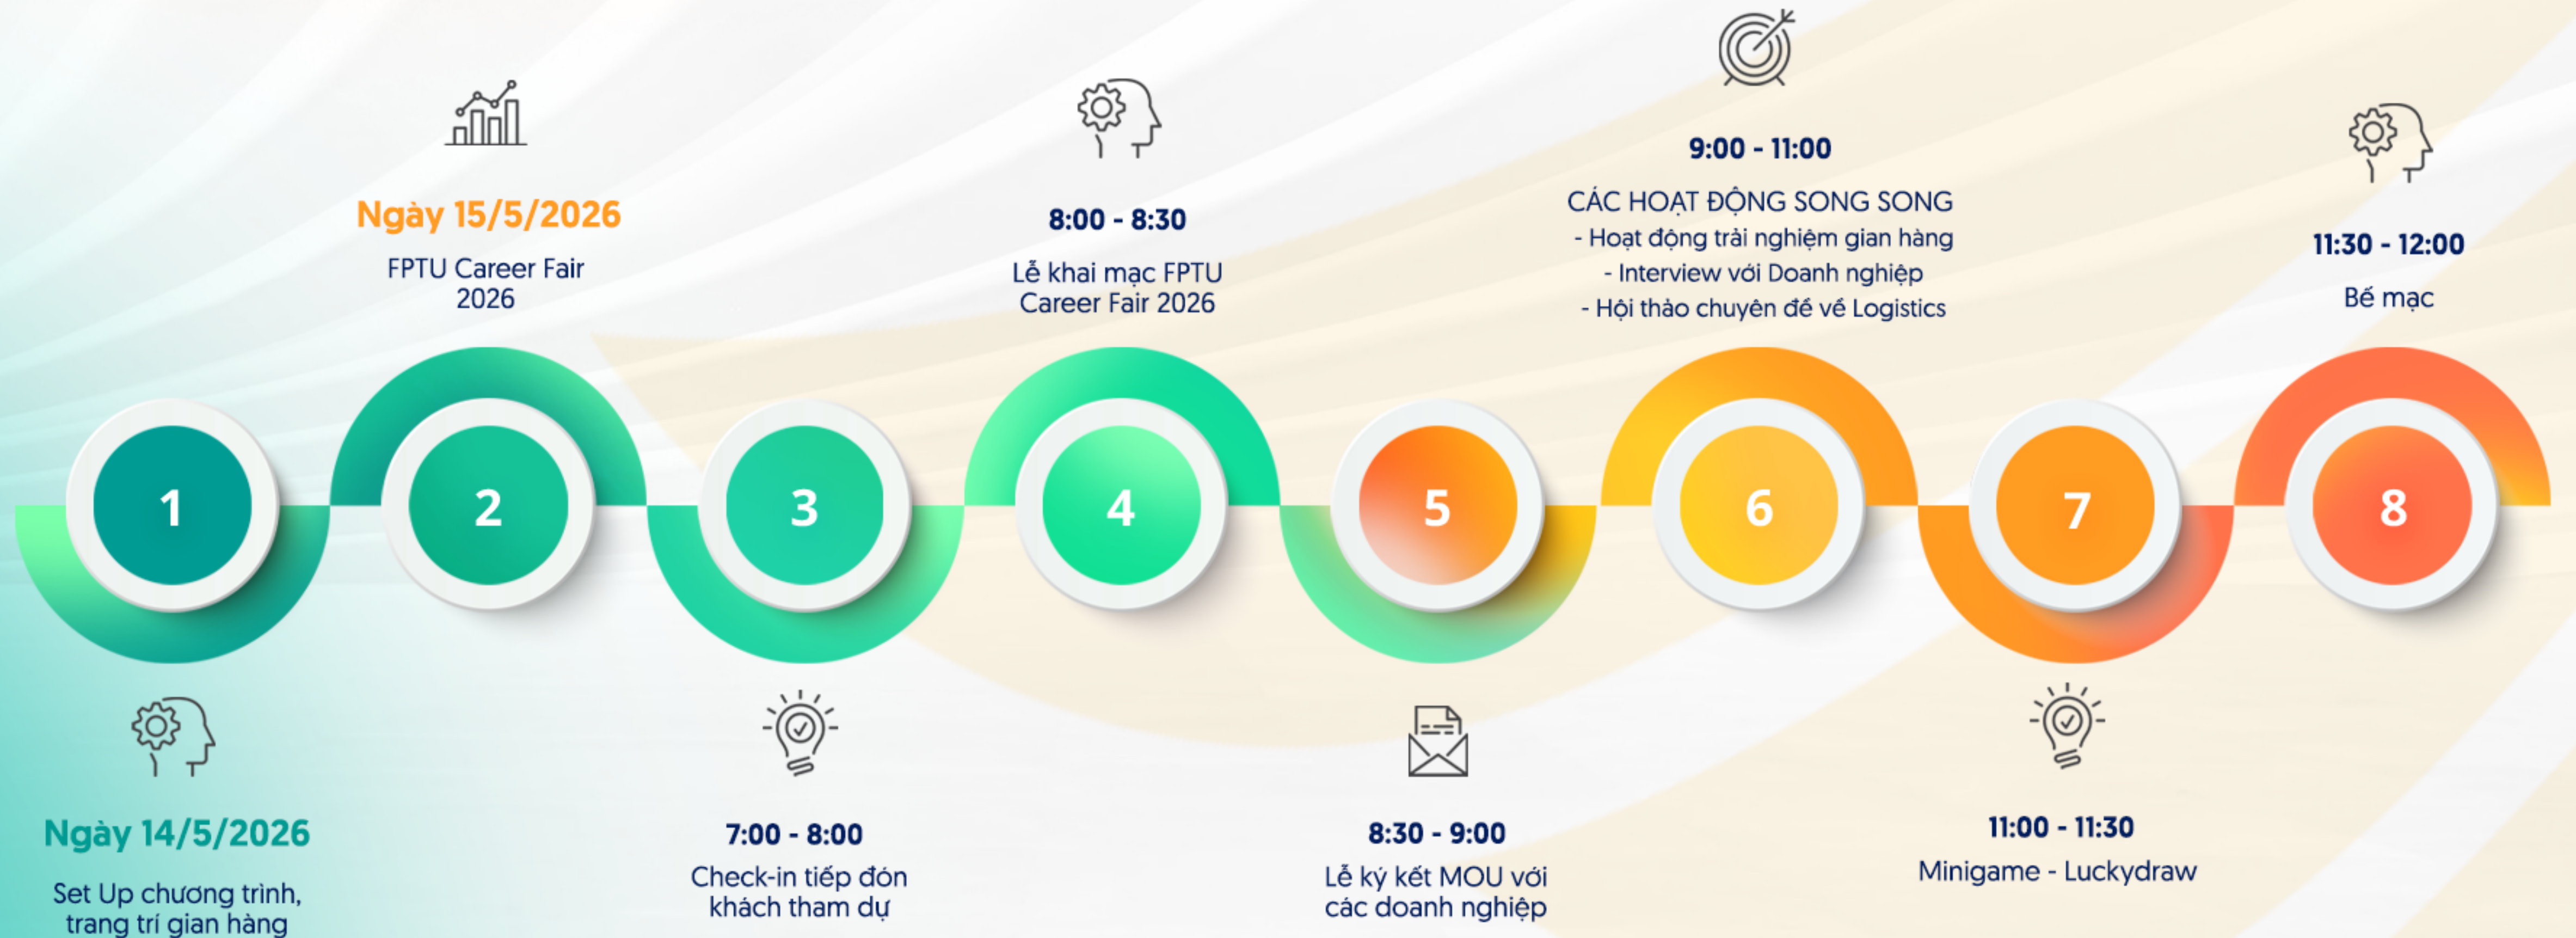 1
Ngày 14/5/2026
Set Up chương trình,
trang trí gian hàng
2
Ngày 15/5/2026
FPTU Career Fair
2026
3
7:00 - 8:00
Check-in tiếp đón
khách tham dự
4
8:00 - 8:30
Lễ khai mạc FPTU
Career Fair 2026
5
8:30 - 9:00
Lễ ký kết MOU với
các doanh nghiệp
6
9:00 - 11:00
CÁC HOẠT ĐỘNG SONG SONG
- Hoạt động trải nghiệm gian hàng
- Interview với Doanh nghiệp
- Hội thảo chuyên đề về Logistics
7
11:00 - 11:30
Minigame - Luckydraw
8
11:30 - 12:00
Bế mạc